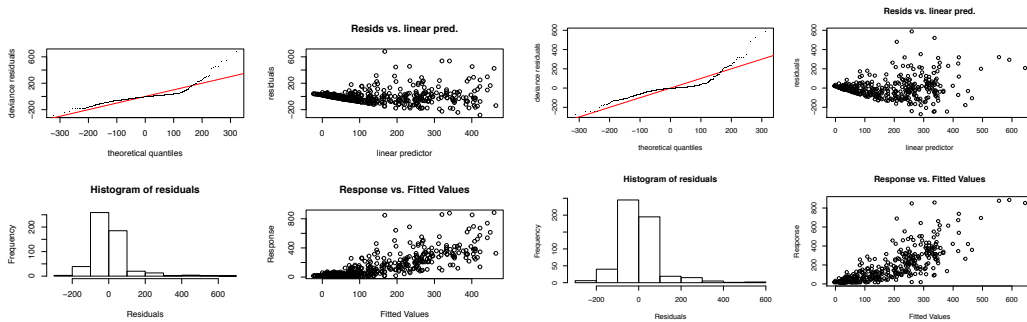 deviance residuals
−200 200 600
−300 −200 −100 0 100 200 300
theoretical quantiles
Resids vs. linear pred.
residuals
−200 200 600
0 100 200 300 400
linear predictor
Histogram of residuals
Frequency
0 50 100 200
−200 0 200 400 600
Residuals
Response vs. Fitted Values
Response
0 400 800
0 100 200 300 400
Fitted Values
deviance residuals
−200 0 200 400 600
−300 −200 −100 0 100 200 300
theoretical quantiles
Resids vs. linear pred.
residuals
−200 0 200 400 600
0 100 200 300 400 500 600
linear predictor
Histogram of residuals
Frequency
0 50 100 200
−200 0 200 400 600
Residuals
Response vs. Fitted Values
Response
0 200 400 600 800
0 100 200 300 400 500 600
Fitted Values